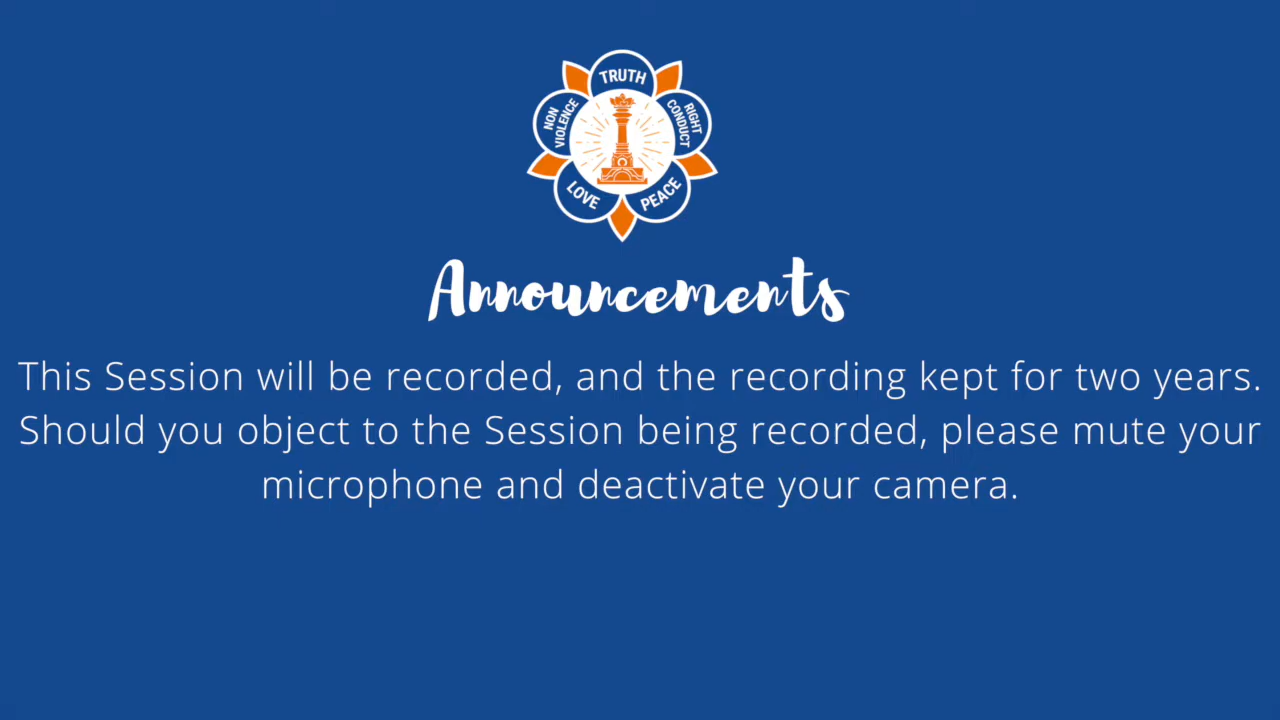 TRUTH
NON
VIOLENCE
RIGHT
CONDUCT
LOVE
PEACE
Announcements
This Session will be recorded, and the recording kept for two years.
Should you object to the Session being recorded, please mute your
microphone and deactivate your camera.